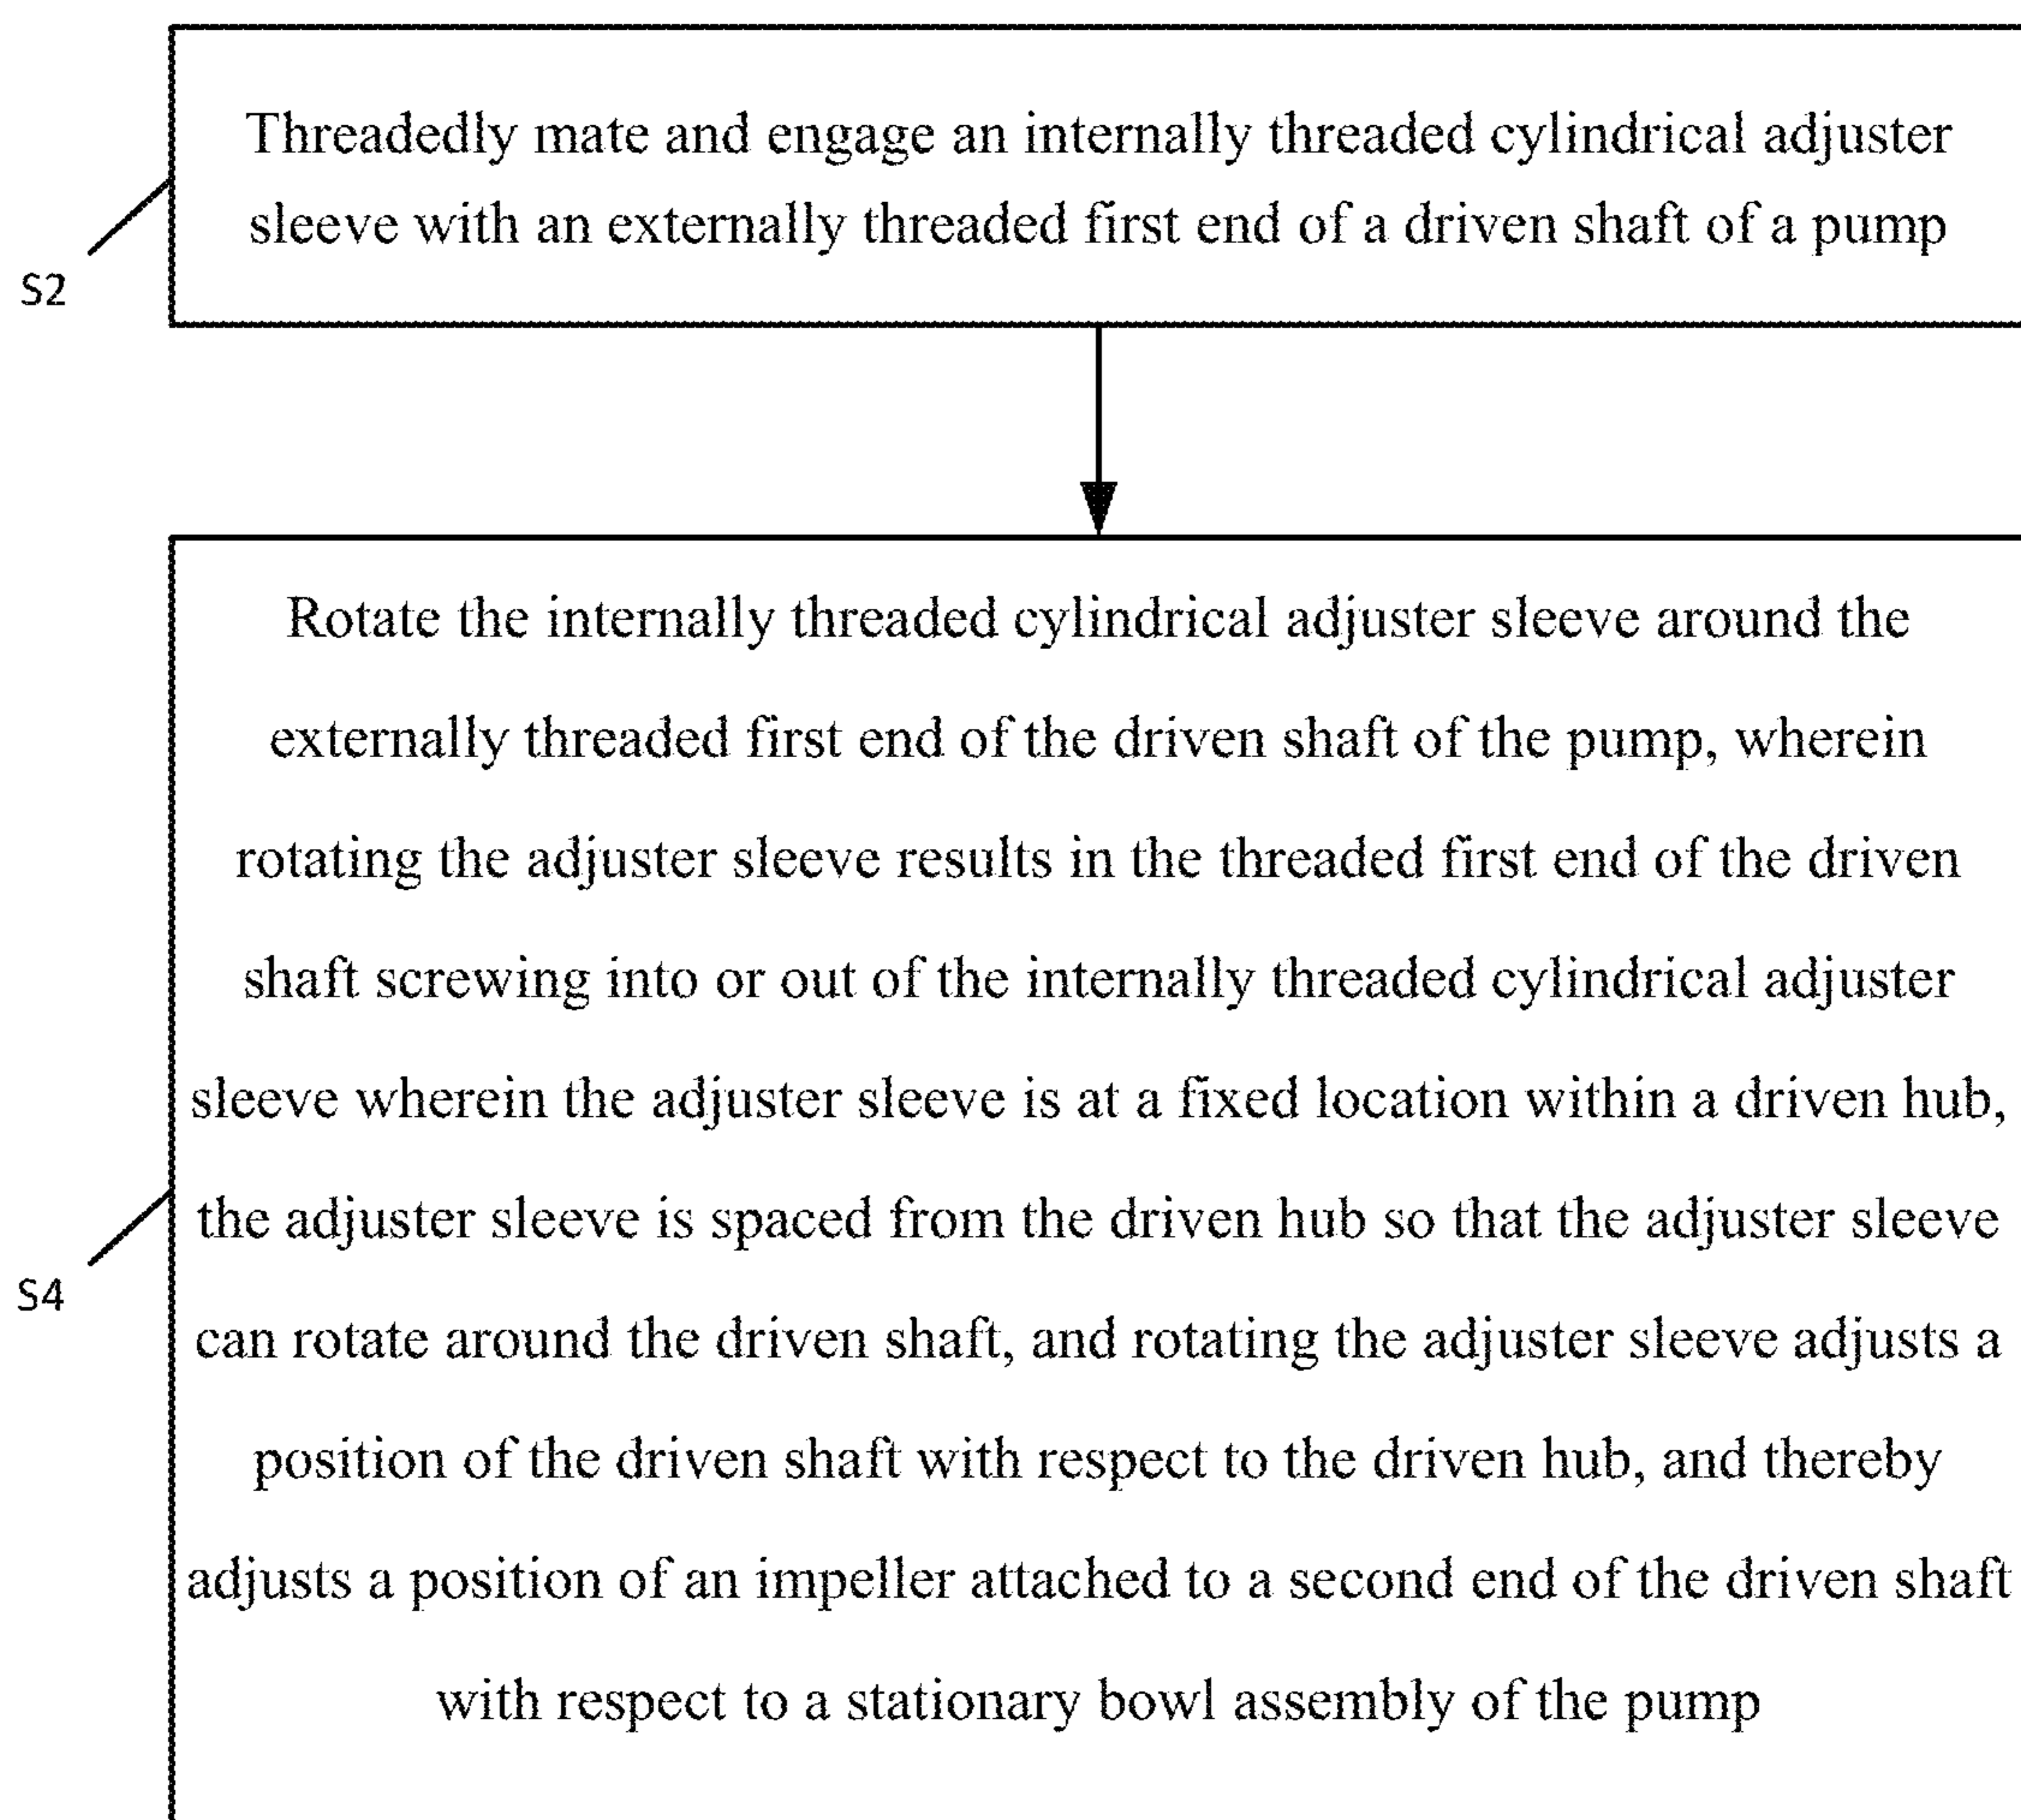 Threadedly mate and engage an internally threaded cylindrical adjuster
sleeve with an externally threaded first end of a driven shaft of a pump
S2
Rotate the internally threaded cylindrical adjuster sleeve around the
externally threaded first end of the driven shaft of the pump, wherein
rotating the adjuster sleeve results in the threaded first end of the driven
shaft screwing into or out of the internally threaded cylindrical adjuster
sleeve wherein the adjuster sleeve is at a fixed location within a driven hub,
the adjuster sleeve is spaced from the driven hub so that the adjuster sleeve
S4
can rotate around the driven shaft, and rotating the adjuster sleeve adjusts a
position of the driven shaft with respect to the driven hub, and thereby
adjusts a position of an impeller attached to a second end of the driven shaft
with respect to a stationary bowl assembly of the pump